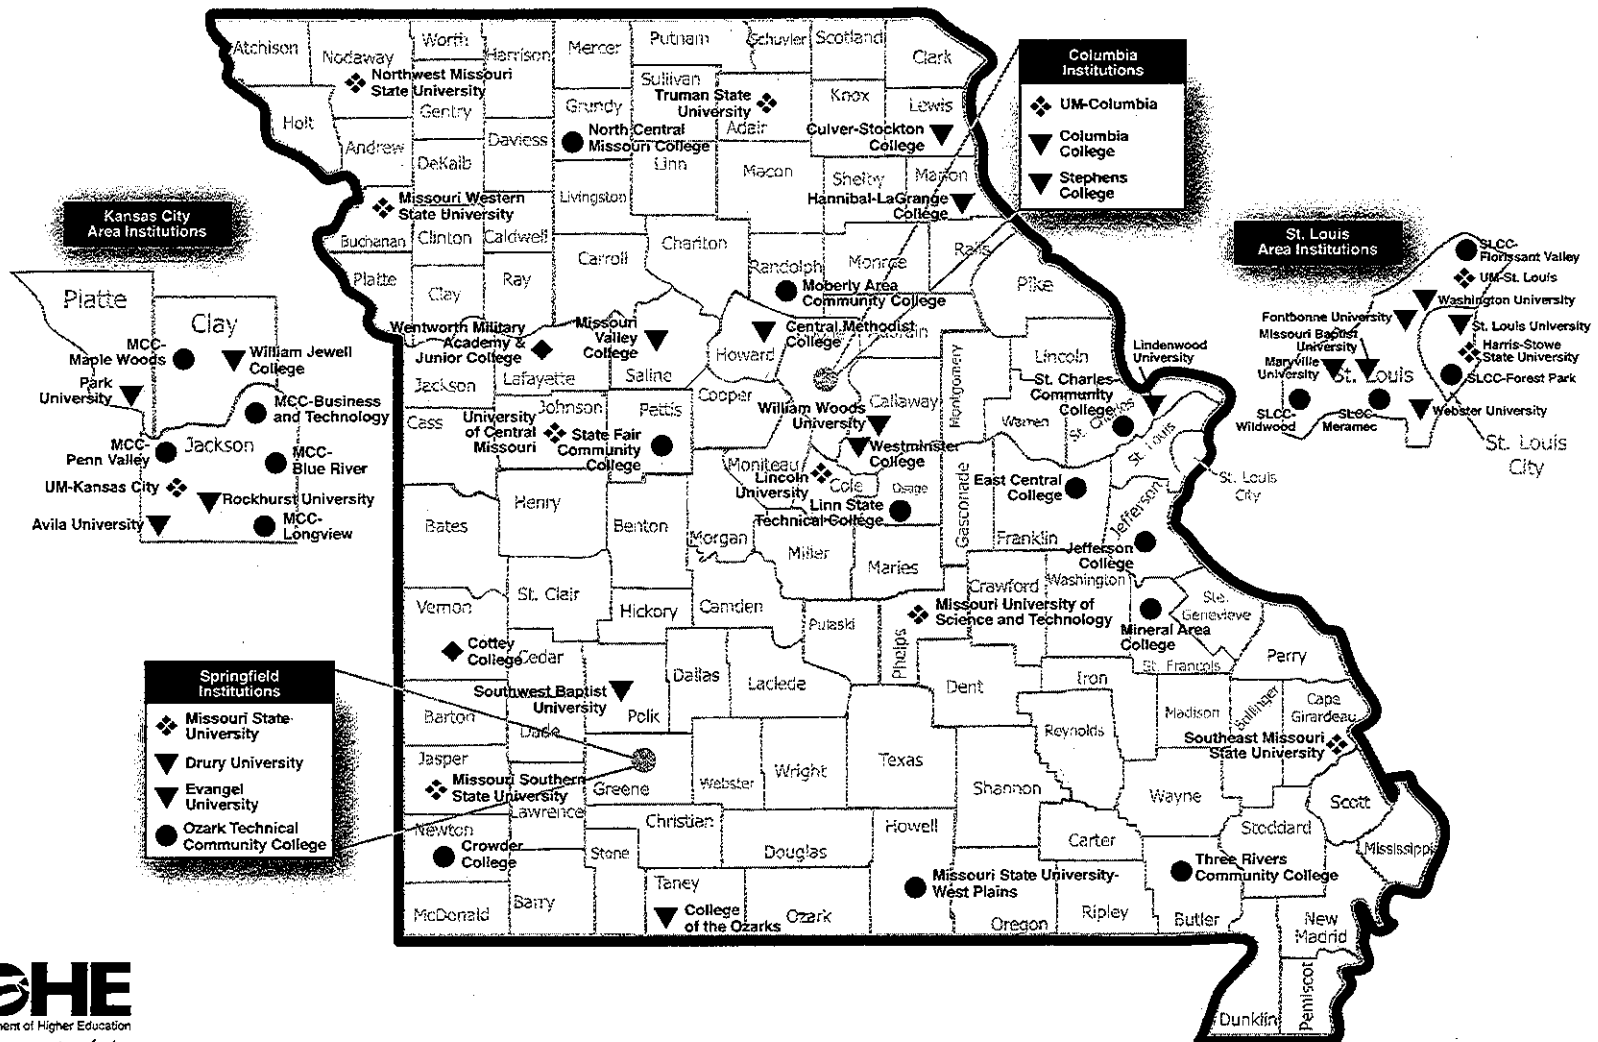 Atchison
Nodaway
Worth
Harrison
Mercer
Putnam
Schuyler
Scotland
Clark
Northwest Missouri
State University
Gentry
Sullivan
Truman State
University
Adair
Knox
Lewis
Holt
Andrew
DeKalb
Daviess
Grundy
North Central
Missouri College
Linn
Macon
Culver-Stockton
College
Shelby
Marion
Hannibal-LaGrange
College
Missouri Western
State University
Livingston
Buchanan
Clinton
Caldwell
Chariton
Ralls
Platte
Clay
Ray
Carroll
Randolph
Monroe
Pike
Moberly Area
Community College
Columbia
Institutions
UM-Columbia
Columbia
College
Stephens
College
Kansas City
Area Institutions
Platte
Clay
MCC-
Maple Woods
William Jewell
College
Park
University
MCC-Business
and Technology
Jackson
MCC-
Penn Valley
MCC-
Blue River
UM-Kansas City
Rockhurst University
Avila University
MCC-
Longview
St. Louis
Area Institutions
SLCC-
Florissant Valley
UM-St. Louis
Washington University
Fontbonne University
St. Louis University
Missouri Baptist
University
Harris-Stowe
State University
Maryville
University
St. Louis
SLCC-Forest Park
SLCC-
Wildwood
SLCC-
Meramec
Webster University
St. Louis
City
Wentworth Military
Academy &
Junior College
Missouri
Valley
College
Central Methodist
College
Howard
Jackson
Lafayette
Saline
Cooper
Montgomery
Lincoln
Lindenwood
University
St. Charles
Community
College
St. Charles
Cass
Johnson
University
of Central
Missouri
Pettis
State Fair
Community
College
William Woods
University
Callaway
Westminster
College
Warren
St. Louis
St. Louis
City
Moniteau
Lincoln
University
Cole
Osage
Linn State
Technical College
Gasconade
East Central
College
Franklin
Jefferson
Jefferson
College
Bates
Henry
Benton
Morgan
Miller
Maries
Crawford
Washington
Ste.
Genevieve
Vernon
St. Clair
Hickory
Camden
Pulaski
Phelps
Missouri University of
Science and Technology
Mineral Area
College
St. Francois
Perry
Cottey
College
Cedar
Southwest Baptist
University
Polk
Dallas
Laclede
Dent
Iron
Madison
Bollinger
Cape
Girardeau
Southeast Missouri
State University
Barton
Dade
Reynolds
Springfield
Institutions
Missouri State
University
Drury University
Evangel
University
Ozark Technical
Community College
Jasper
Missouri Southern
State University
Greene
Webster
Wright
Texas
Shannon
Wayne
Scott
Lawrence
Newton
Crowder
College
Christian
Stone
Douglas
Howell
Carter
Stoddard
Mississippi
Three Rivers
Community College
McDonald
Barry
Taney
College
of the Ozarks
Ozark
Missouri State University-
West Plains
Oregon
Ripley
Butler
New
Madrid
Dunklin
Pemiscot
HE
of Higher Education